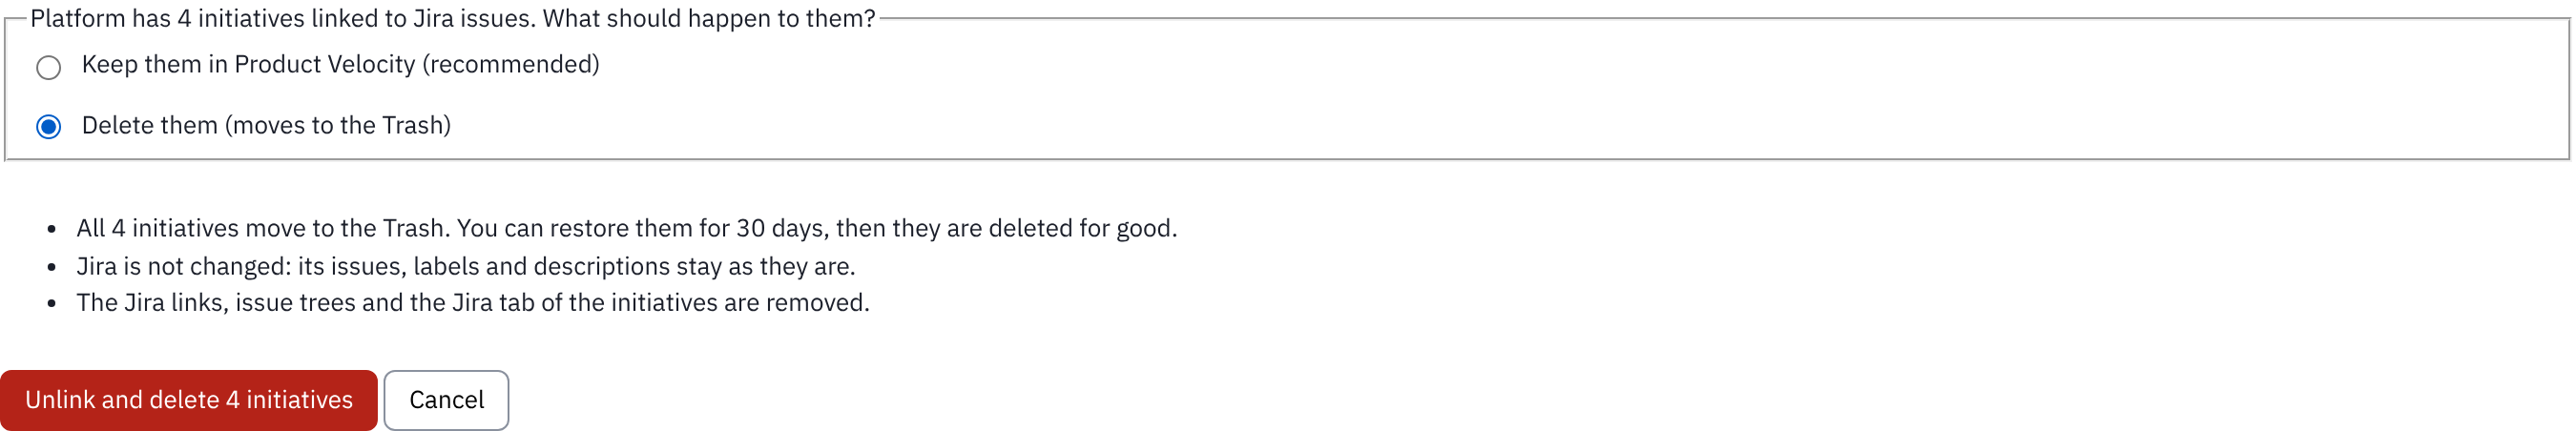 Platform has 4 initiatives linked to Jira issues. What should happen to them?
Keep them in Product Velocity (recommended)
Delete them (moves to the Trash)
• All 4 initiatives move to the Trash. You can restore them for 30 days, then they are deleted for good.
• Jira is not changed: its issues, labels and descriptions stay as they are.
• The Jira links, issue trees and the Jira tab of the initiatives are removed.
Unlink and delete 4 initiatives Cancel